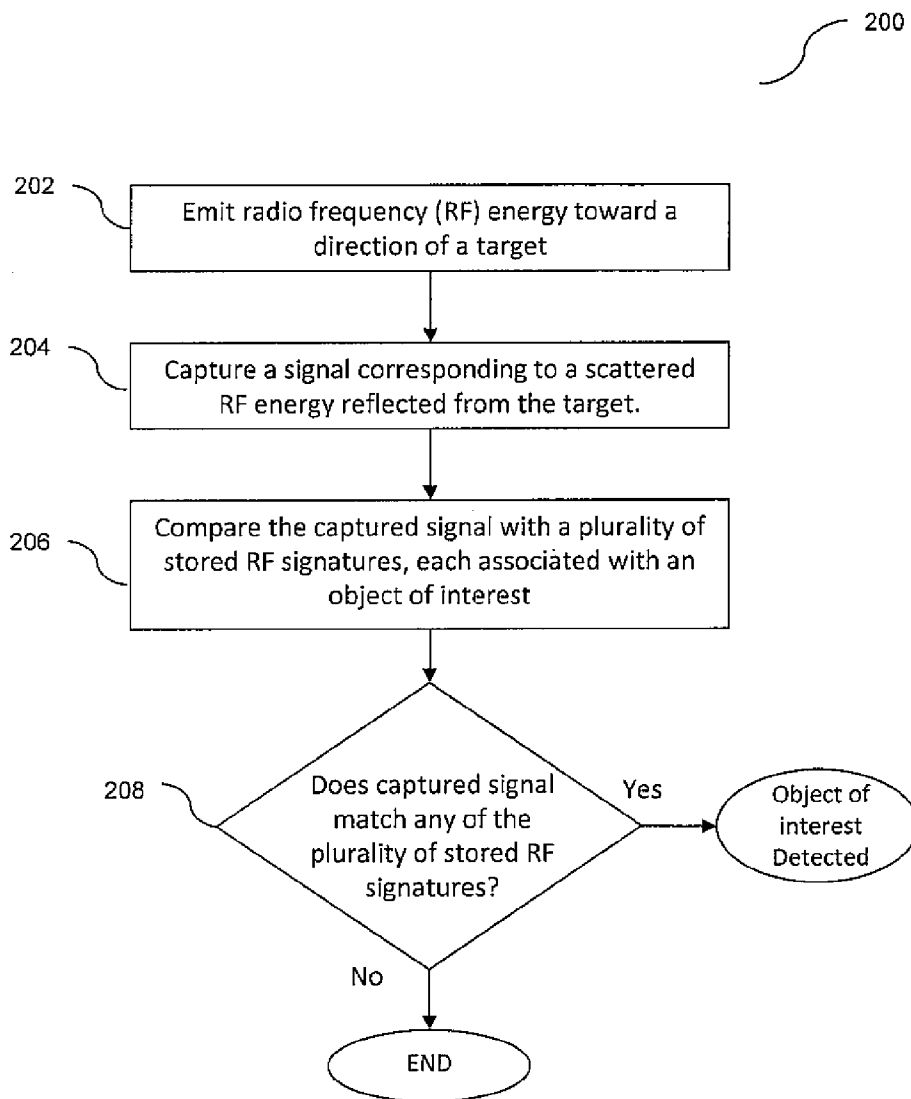 200
202
Emit radio frequency (RF) energy toward a
direction of a target
204
Capture a signal corresponding to a scattered
RF energy reflected from the target.
206
Compare the captured signal with a plurality of
stored RF signatures, each associated with an
object of interest
208
Does captured signal
match any of the
plurality of stored RF
signatures?
Yes
Object of
interest
Detected
No
END